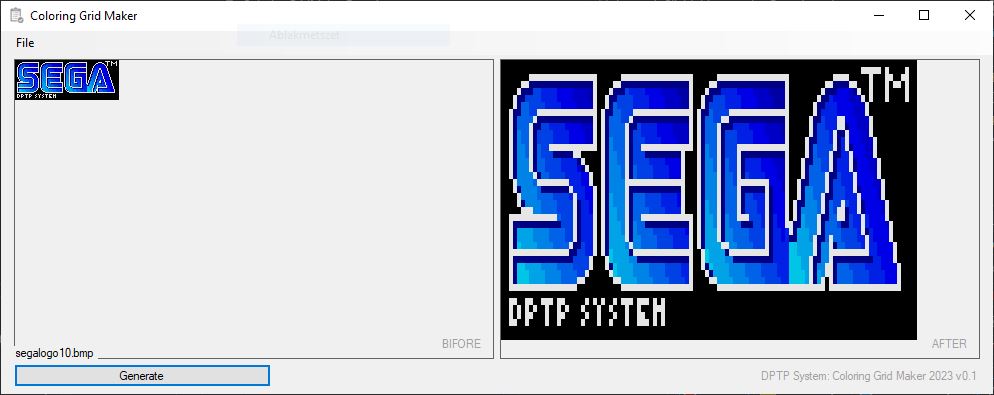 Coloring Grid Maker
Ablakmetszet
File
SEGA TM
DPTP SYSTEM
SEGA TM
DPTP SYSTEM
BIFORE
AFTER
segalogo10.bmp
Generate
DPTP System: Coloring Grid Maker 2023 v0.1